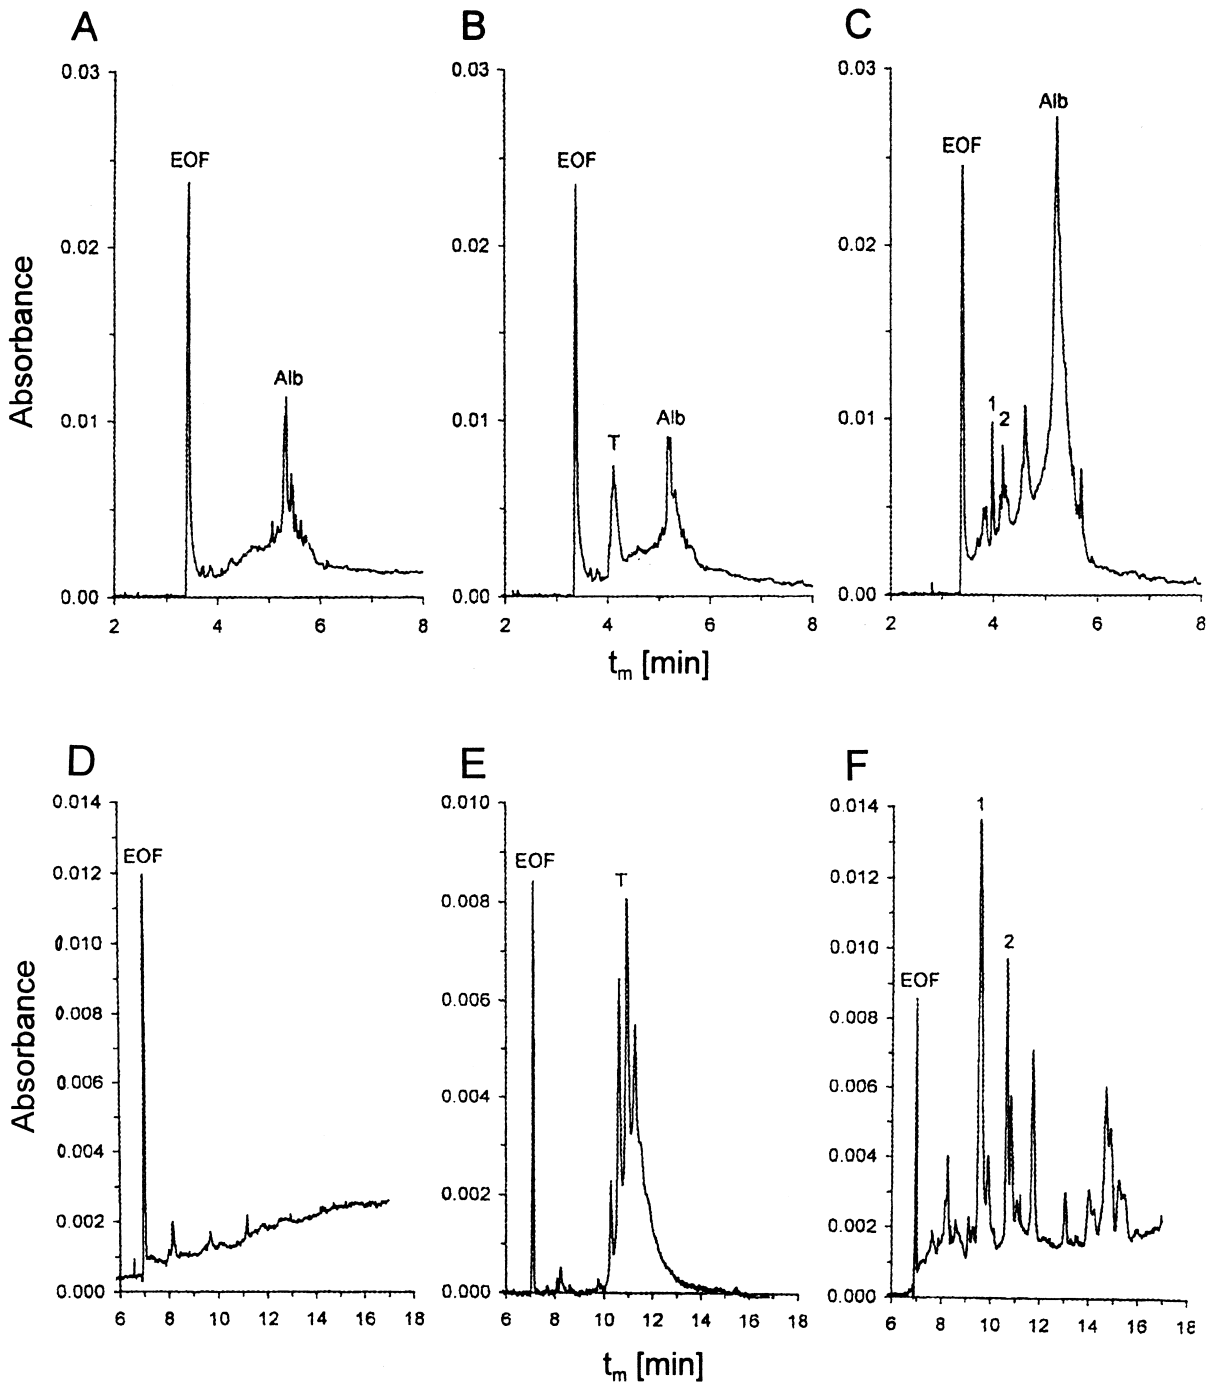 A B C
0.03 0.03 0.03
Alb
EOF EOF EOF
0.02 0.02 0.02
Absorbance
Alb Alb 1
0.01 T 0.01 0.01 2
0.00 0.00 0.00
2 4 6 8 2 4 6 8 2 4 6 8
tm [min]
D E F
0.014 0.010 0.014 1
EOF EOF T
0.012 0.008 0.012
0.010 0.010 2
EOF
0.008 0.006 0.008
Absorbance
0.006 0.004 0.006
0.004 0.004
0.002 0.002 0.002
0.000 0.000 0.000
6 8 10 12 14 16 18 6 8 10 12 14 16 18 6 8 10 12 14 16 18
tm [min]